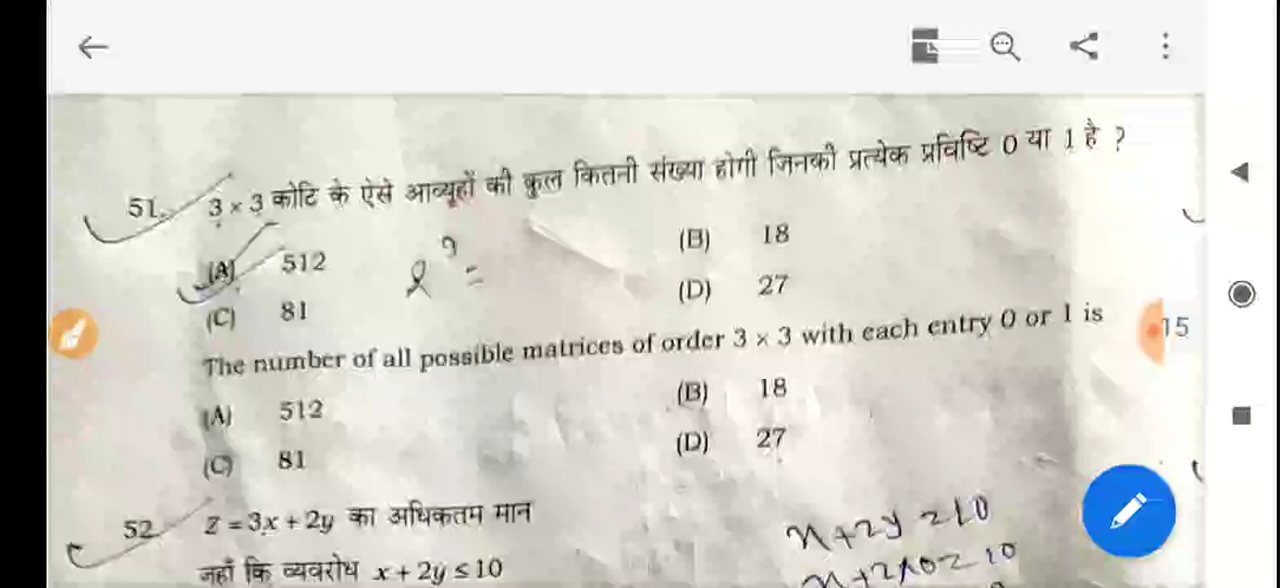 51. 3 × 3 कोटि के ऐसे आव्यूहों की कुल कितनी संख्या होगी जिनकी प्रत्येक प्रविष्टि 0 या 1 है ?
(A) 512 (B) 18
2⁹ =
(C) 81 (D) 27
The number of all possible matrices of order 3 × 3 with each entry 0 or 1 is
15
(A) 512 (B) 18
(C) 81 (D) 27
52. Z = 3x + 2y का अधिकतम मान
x+2y=10
जहाँ कि व्यवरोध x + 2y ≤ 10